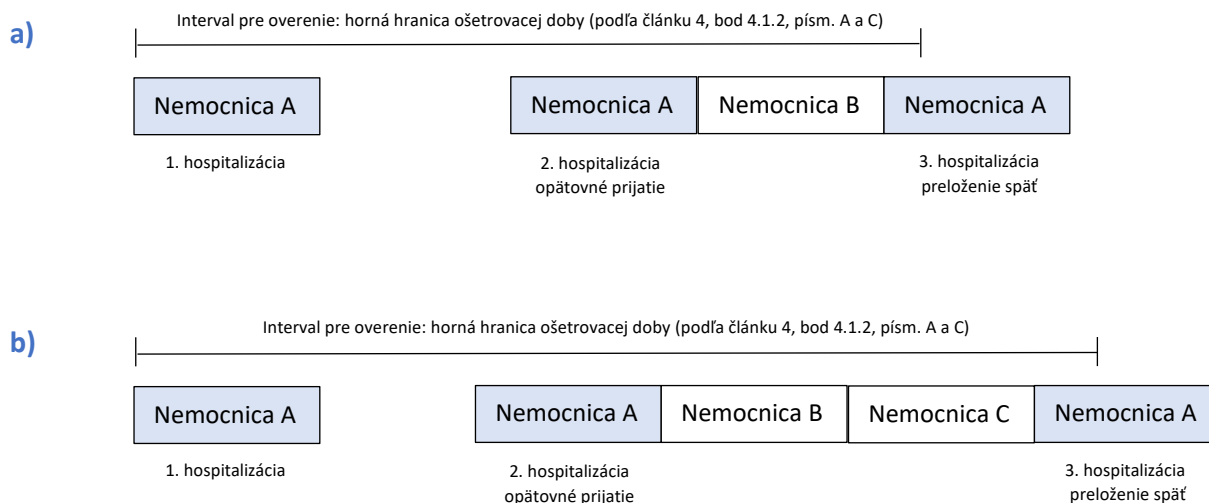 Interval pre overenie: horná hranica ošetrovacej doby (podľa článku 4, bod 4.1.2, písm. A a C)
a)
Nemocnica A
Nemocnica A
Nemocnica B
Nemocnica A
1. hospitalizácia
2. hospitalizácia
opätovné prijatie
3. hospitalizácia
preloženie späť
Interval pre overenie: horná hranica ošetrovacej doby (podľa článku 4, bod 4.1.2, písm. A a C)
b)
Nemocnica A
Nemocnica A
Nemocnica B
Nemocnica C
Nemocnica A
1. hospitalizácia
2. hospitalizácia
opätovné prijatie
3. hospitalizácia
preloženie späť